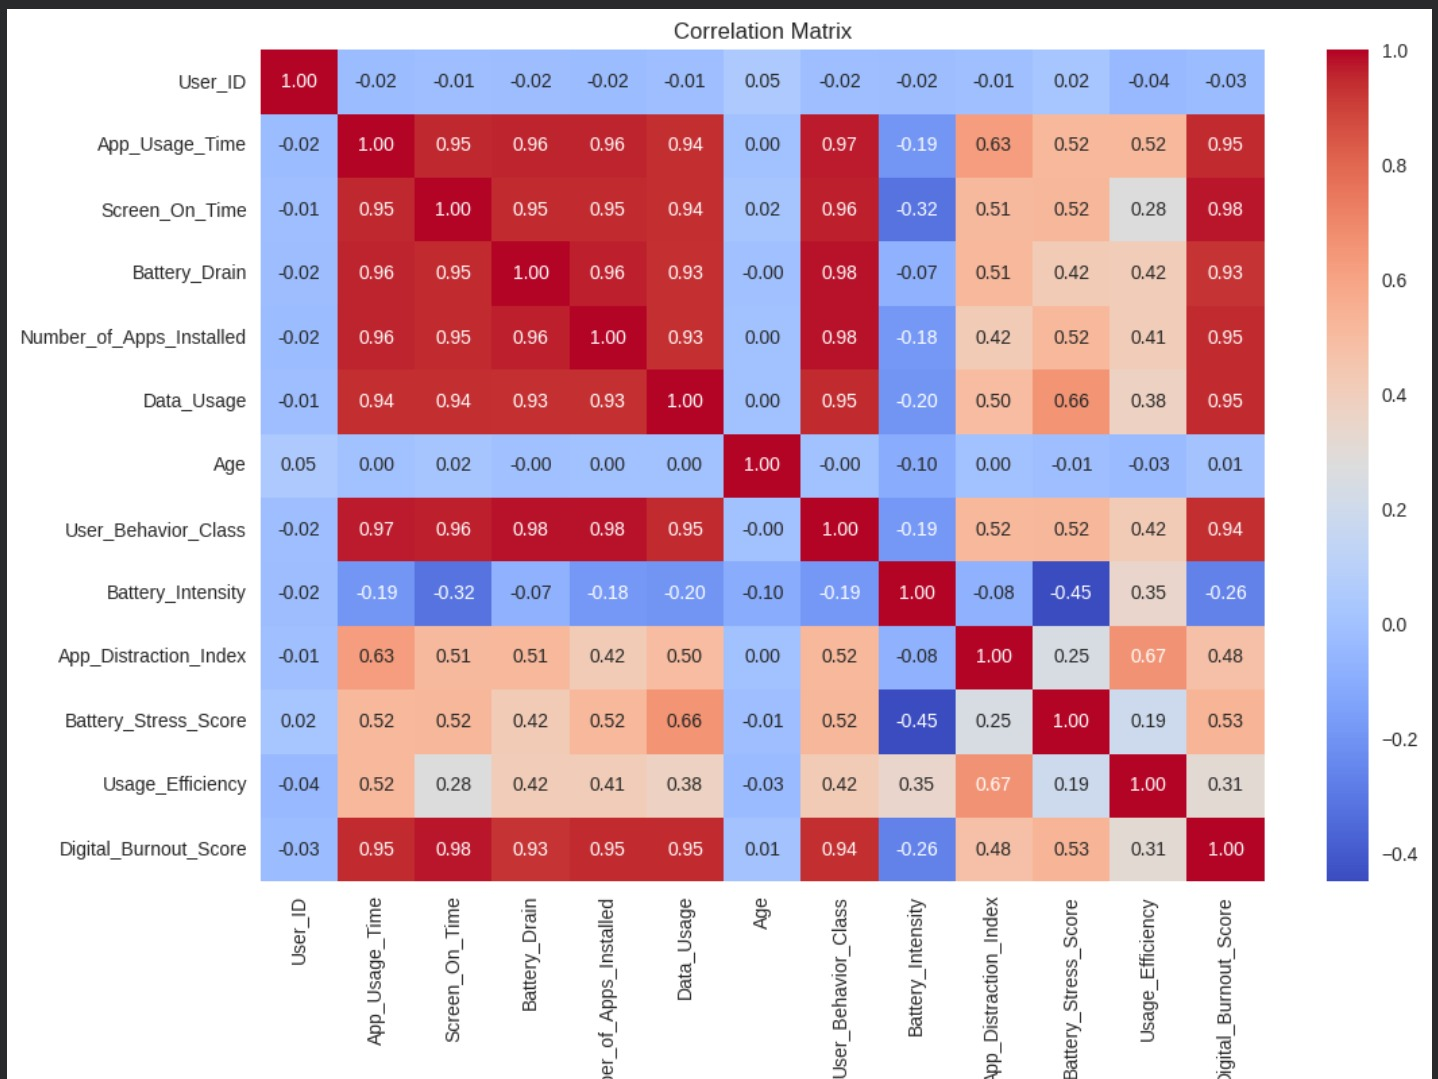 Correlation Matrix
User_ID 1.00 -0.02 -0.01 -0.02 -0.02 -0.01 0.05 -0.02 -0.02 -0.01 0.02 -0.04 -0.03
App_Usage_Time -0.02 1.00 0.95 0.96 0.96 0.94 0.00 0.97 -0.19 0.63 0.52 0.52 0.95
Screen_On_Time -0.01 0.95 1.00 0.95 0.95 0.94 0.02 0.96 -0.32 0.51 0.52 0.28 0.98
Battery_Drain -0.02 0.96 0.95 1.00 0.96 0.93 -0.00 0.98 -0.07 0.51 0.42 0.42 0.93
Number_of_Apps_Installed -0.02 0.96 0.95 0.96 1.00 0.93 0.00 0.98 -0.18 0.42 0.52 0.41 0.95
Data_Usage -0.01 0.94 0.94 0.93 0.93 1.00 0.00 0.95 -0.20 0.50 0.66 0.38 0.95
Age 0.05 0.00 0.02 -0.00 0.00 0.00 1.00 -0.00 -0.10 0.00 -0.01 -0.03 0.01
User_Behavior_Class -0.02 0.97 0.96 0.98 0.98 0.95 -0.00 1.00 -0.19 0.52 0.52 0.42 0.94
Battery_Intensity -0.02 -0.19 -0.32 -0.07 -0.18 -0.20 -0.10 -0.19 1.00 -0.08 -0.45 0.35 -0.26
App_Distraction_Index -0.01 0.63 0.51 0.51 0.42 0.50 0.00 0.52 -0.08 1.00 0.25 0.67 0.48
Battery_Stress_Score 0.02 0.52 0.52 0.42 0.52 0.66 -0.01 0.52 -0.45 0.25 1.00 0.19 0.53
Usage_Efficiency -0.04 0.52 0.28 0.42 0.41 0.38 -0.03 0.42 0.35 0.67 0.19 1.00 0.31
Digital_Burnout_Score -0.03 0.95 0.98 0.93 0.95 0.95 0.01 0.94 -0.26 0.48 0.53 0.31 1.00
User_ID
App_Usage_Time
Screen_On_Time
Battery_Drain
er_of_Apps_Installed
Data_Usage
Age
User_Behavior_Class
Battery_Intensity
App_Distraction_Index
Battery_Stress_Score
Usage_Efficiency
igital_Burnout_Score
1.0
0.8
0.6
0.4
0.2
0.0
−0.2
−0.4